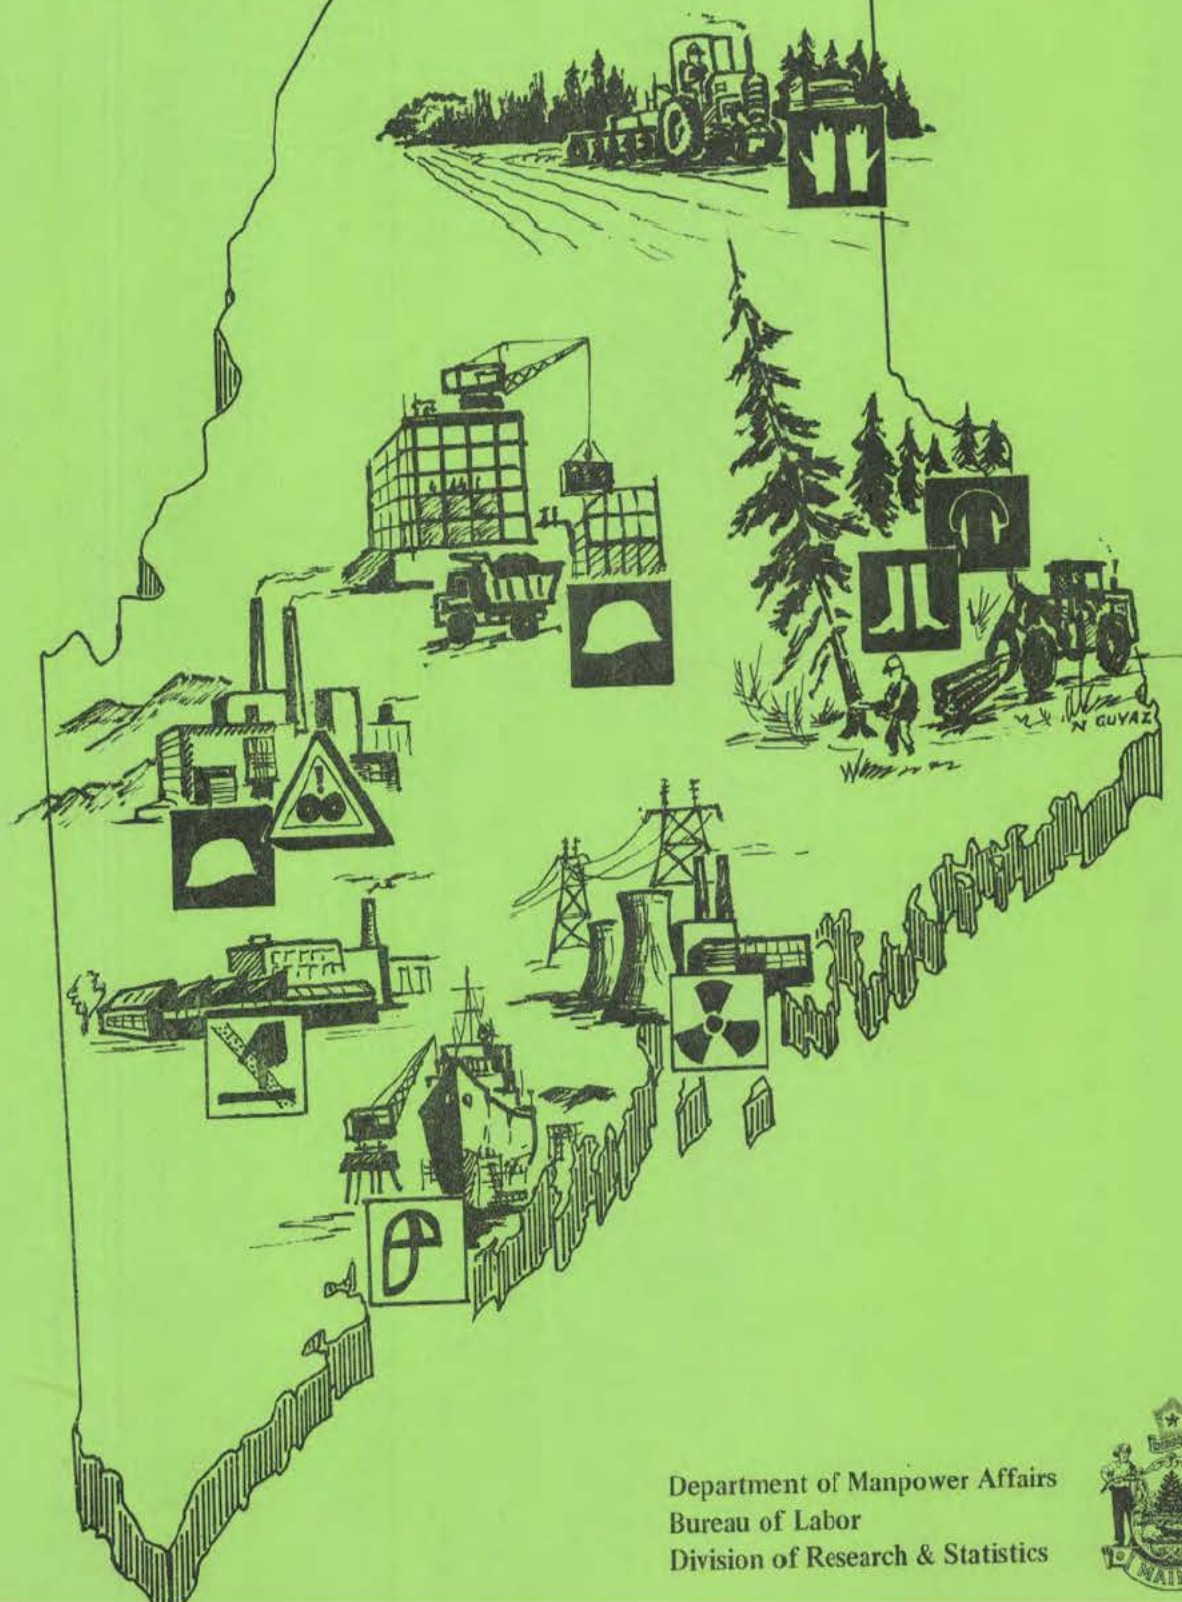 N GUYAZ
Department of Manpower Affairs
Bureau of Labor
Division of Research & Statistics